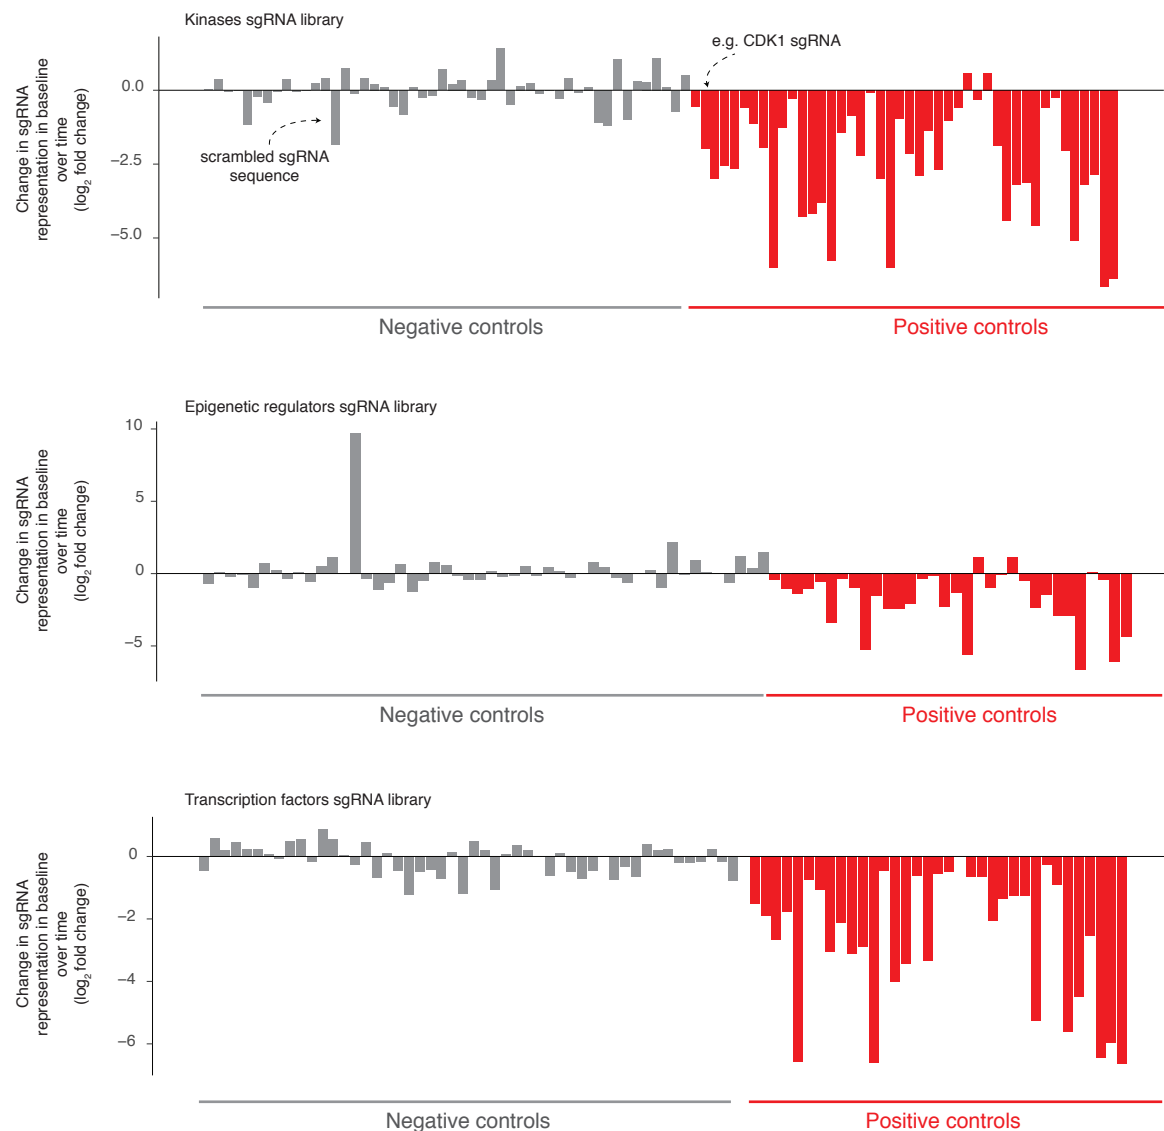 Kinases sgRNA library
e.g. CDK1 sgRNA
0.0
−2.5
−5.0
Change in sgRNA
representation in baseline
over time
(log2 fold change)
scrambled sgRNA
sequence
Negative controls
Positive controls
Epigenetic regulators sgRNA library
10
5
0
−5
Change in sgRNA
representation in baseline
over time
(log2 fold change)
Negative controls
Positive controls
Transcription factors sgRNA library
0
−2
−4
−6
Change in sgRNA
representation in baseline
over time
(log2 fold change)
Negative controls
Positive controls